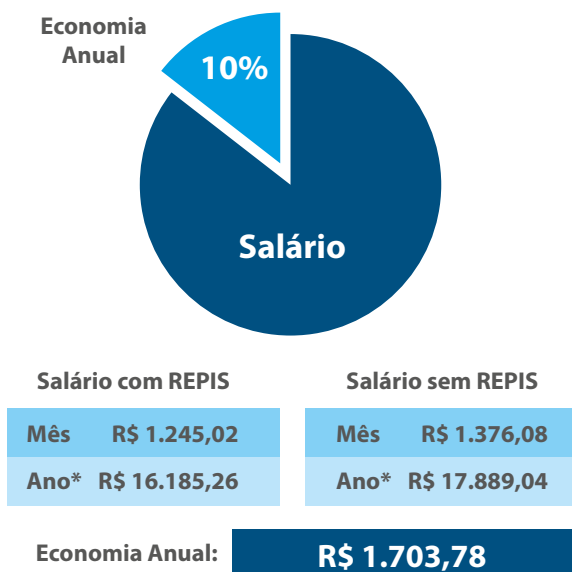 Economia
Anual
10%
Salário
Salário com REPIS
Mês R$ 1.245,02
Ano* R$ 16.185,26
Salário sem REPIS
Mês R$ 1.376,08
Ano* R$ 17.889,04
Economia Anual: R$ 1.703,78